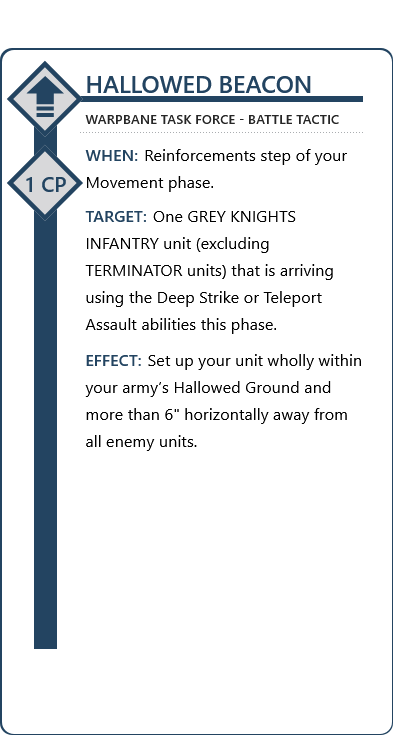 HALLOWED BEACON
WARPBANE TASK FORCE - BATTLE TACTIC
WHEN: Reinforcements step of your
1 CP
Movement phase.
TARGET: One GREY KNIGHTS
INFANTRY unit (excluding
TERMINATOR units) that is arriving
using the Deep Strike or Teleport
Assault abilities this phase.
EFFECT: Set up your unit wholly within
your army’s Hallowed Ground and
more than 6" horizontally away from
all enemy units.